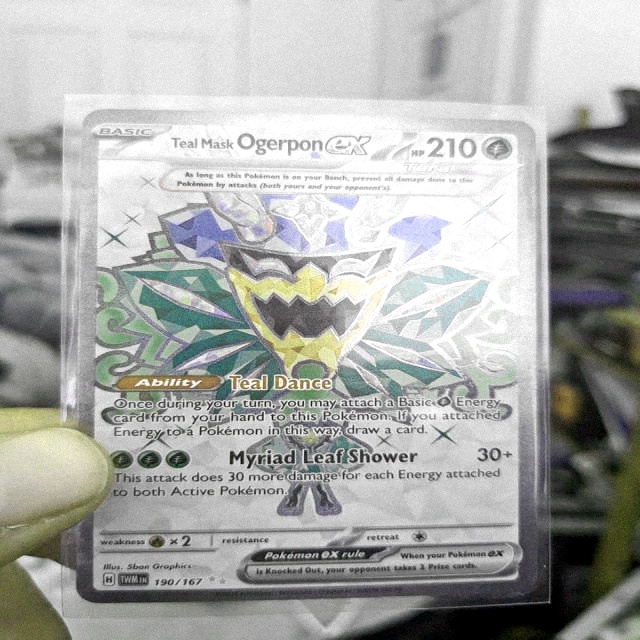 BASIC
Teal Mask Ogerpon ex HP 210
TERA
As long as this Pokémon is on your Bench, prevent all damage done to this
Pokémon by attacks (both yours and your opponent's).
Ability Teal Dance
Once during your turn, you may attach a Basic Energy
card from your hand to this Pokémon. If you attached
Energy to a Pokémon in this way, draw a card.
Myriad Leaf Shower 30+
This attack does 30 more damage for each Energy attached
to both Active Pokémon.
weakness ×2 resistance retreat
Pokémon ex rule When your Pokémon ex
is Knocked Out, your opponent takes 2 Prize cards.
Illus. 5ban Graphics
H TWM EN 190/167